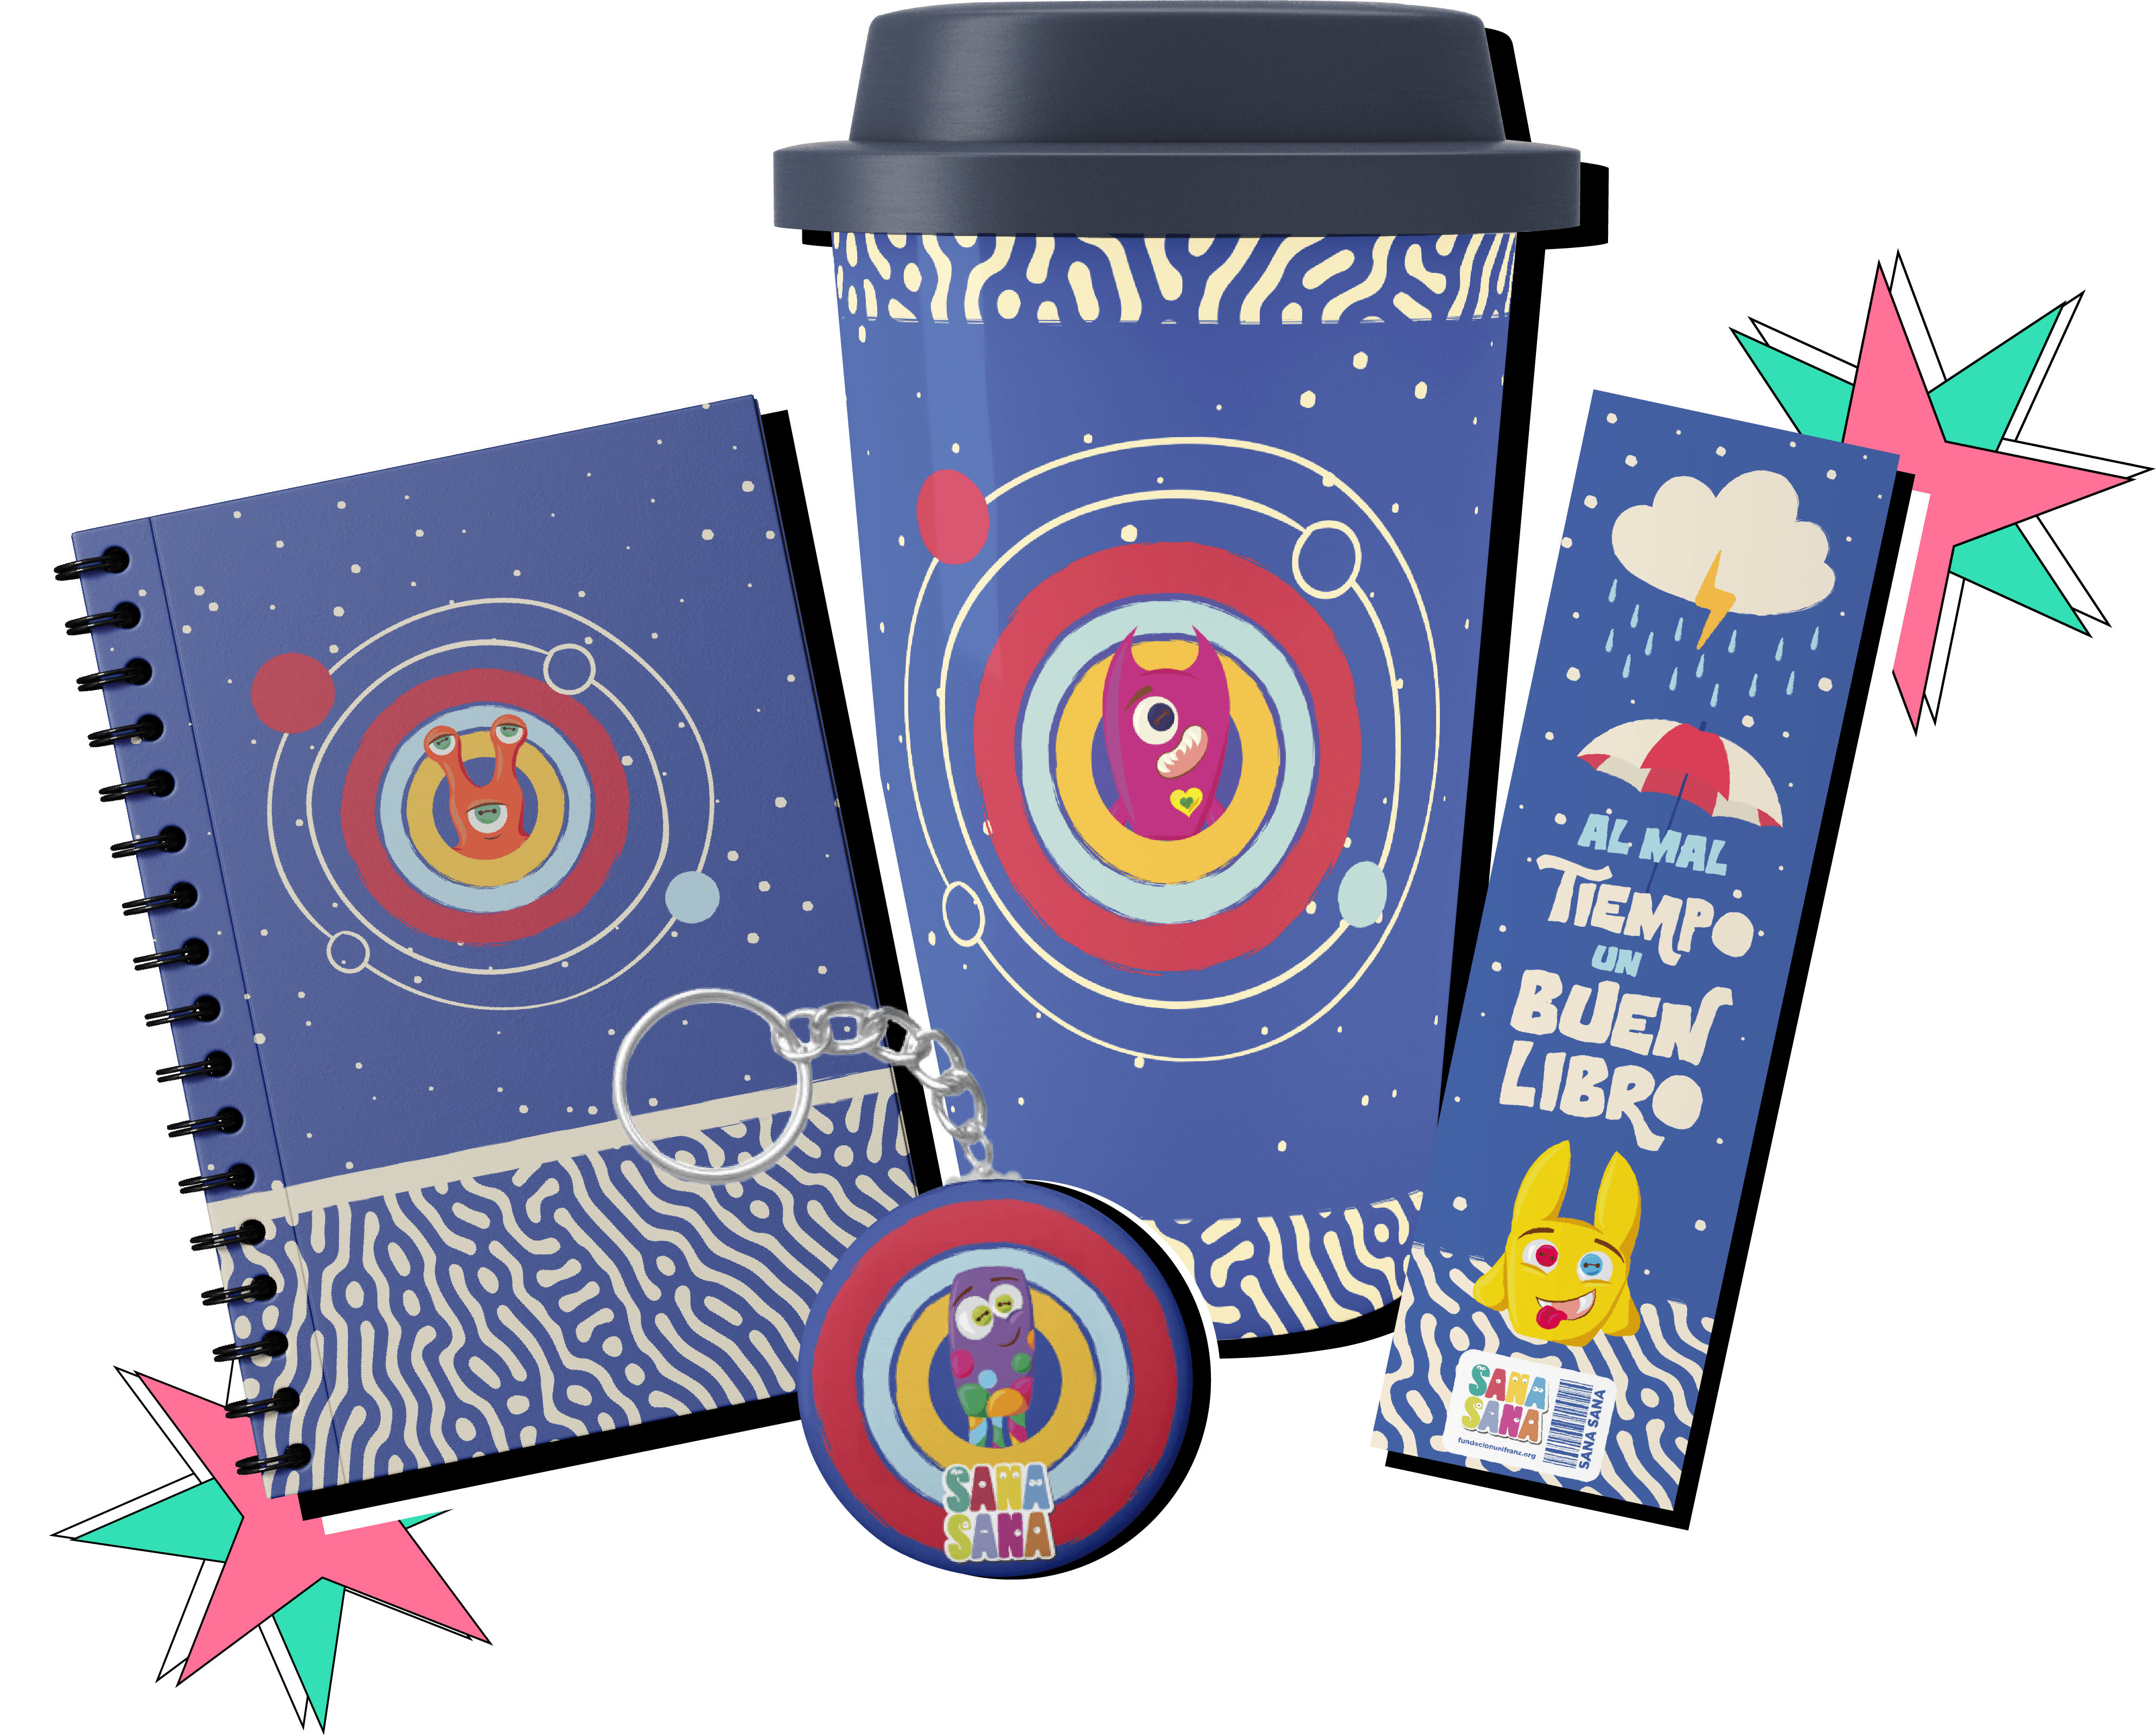 AL MAL
TIEMPO
UN
BUEN
LIBRO
SANA
SANA
fundacionunifranz.org
SANA SANA
SANA
SANA